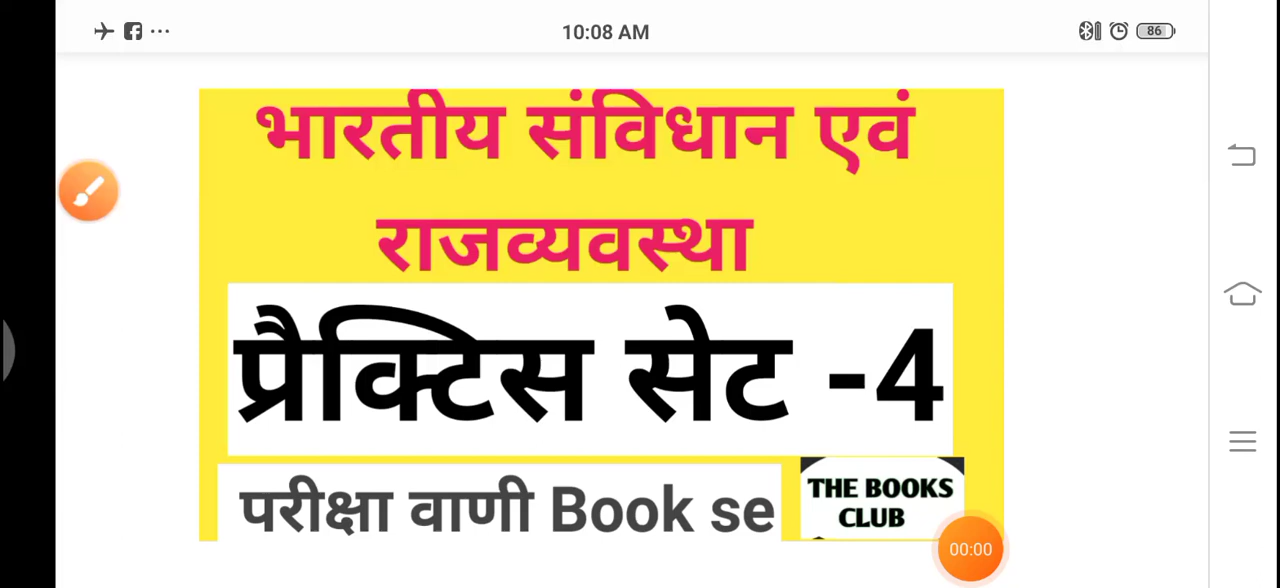 10:08 AM
86
भारतीय संविधान एवं
राजव्यवस्था
प्रैक्टिस सेट -4
परीक्षा वाणी Book se
THE BOOKS
CLUB
00:00